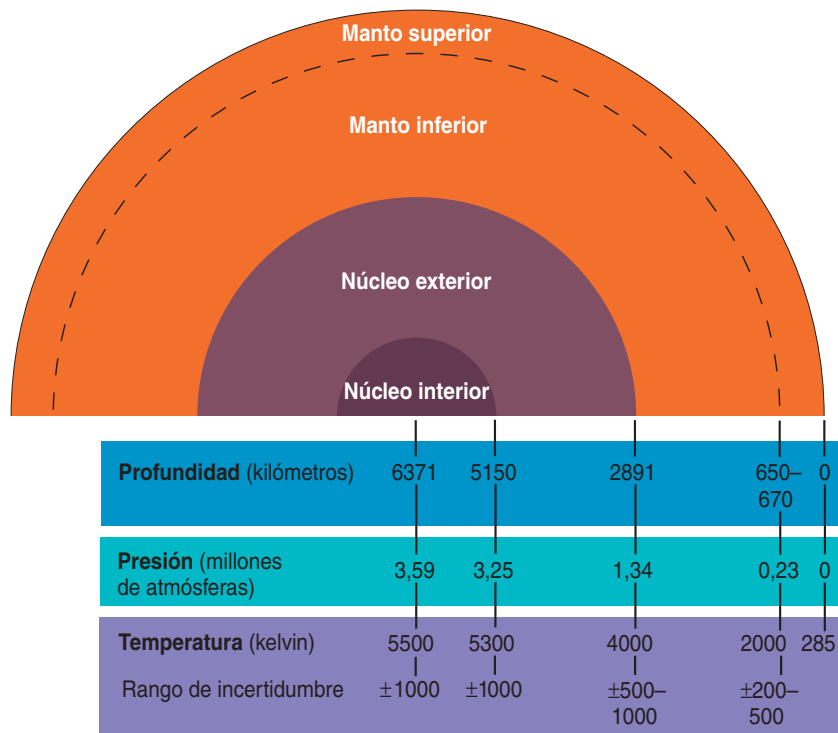 Manto superior
Manto inferior
Núcleo exterior
Núcleo interior
Profundidad (kilómetros) 6371 5150 2891 650– 0
670
Presión (millones 3,59 3,25 1,34 0,23 0
de atmósferas)
Temperatura (kelvin) 5500 5300 4000 2000 285
Rango de incertidumbre ±1000 ±1000 ±500– ±200–
1000 500